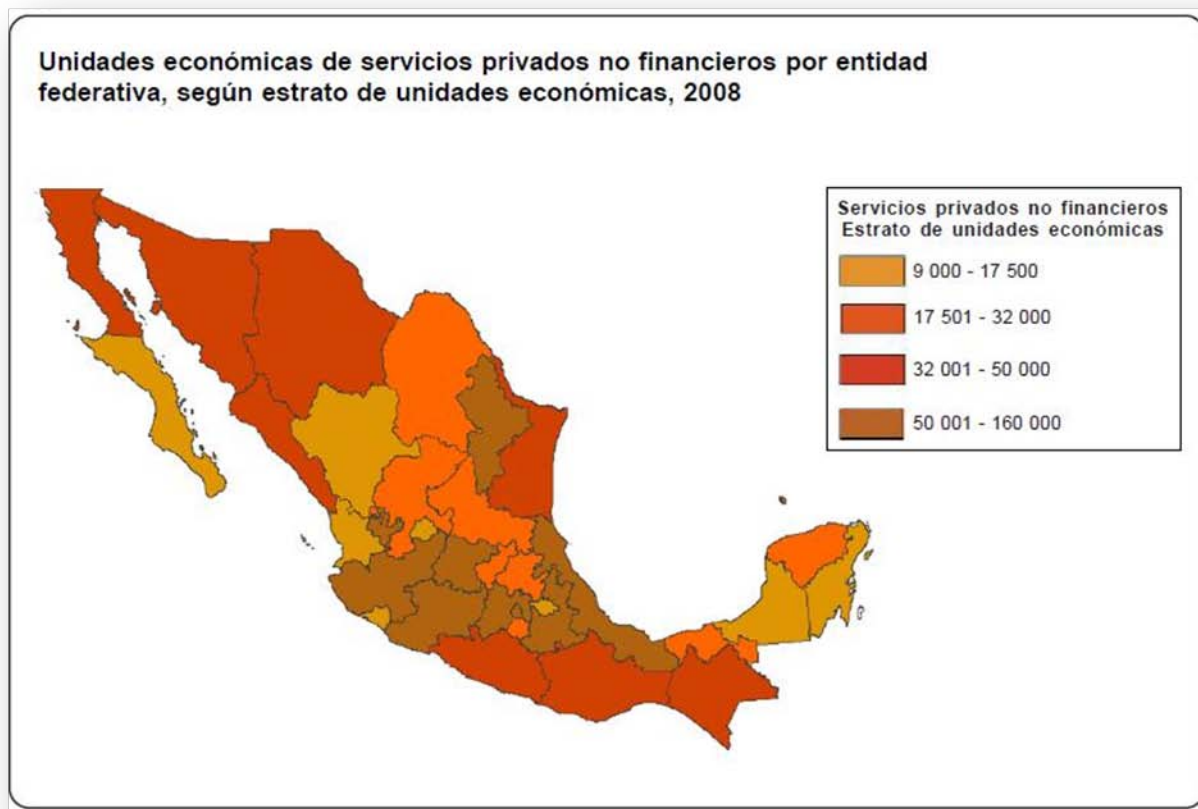 Unidades económicas de servicios privados no financieros por entidad
federativa, según estrato de unidades económicas, 2008
Servicios privados no financieros
Estrato de unidades económicas
9 000 - 17 500
17 501 - 32 000
32 001 - 50 000
50 001 - 160 000